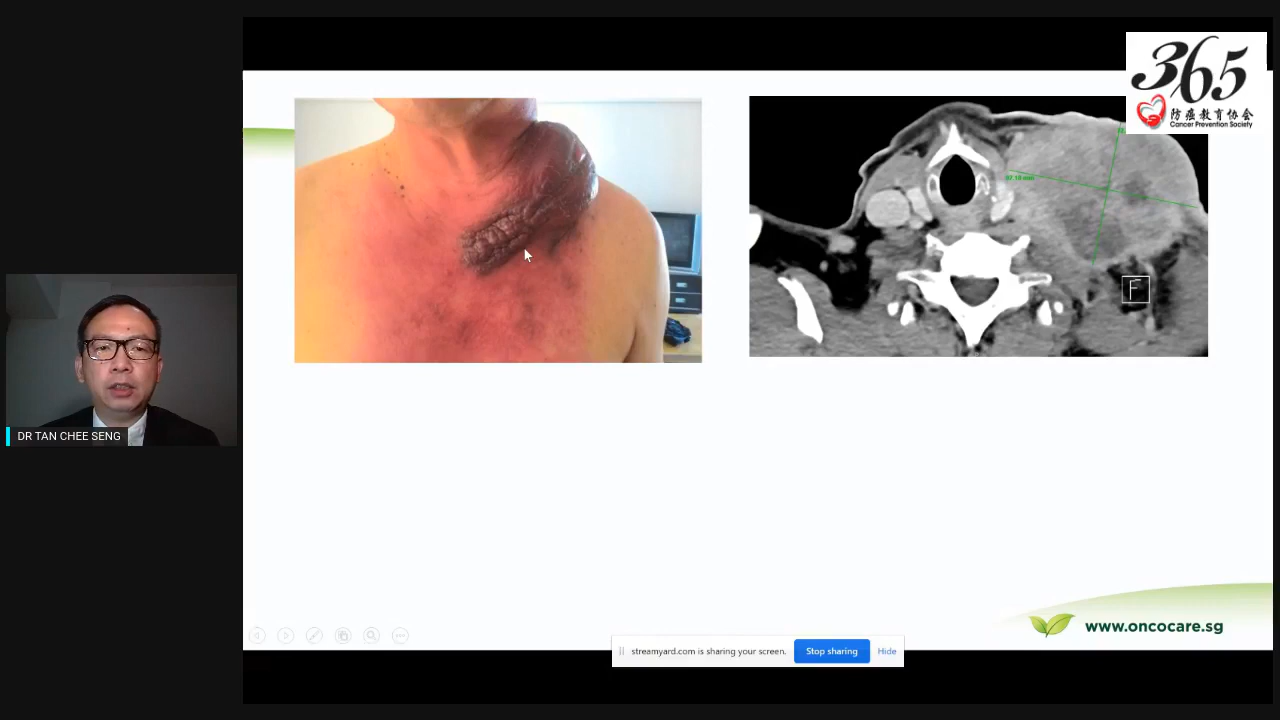 365
防癌教育协会
Cancer Prevention Society
F
DR TAN CHEE SENG
www.oncocare.sg
streamyard.com is sharing your screen.
Stop sharing
Hide